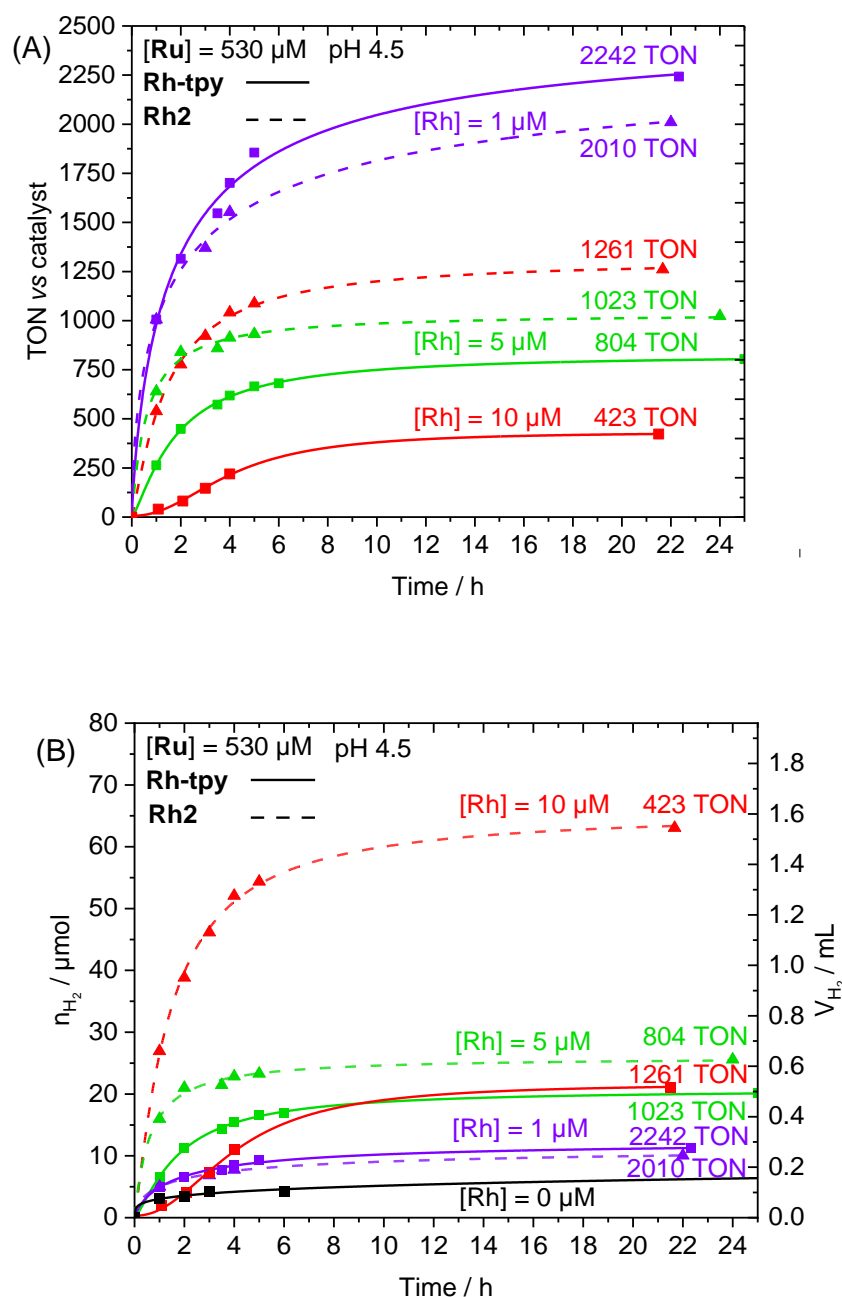 (A)
[Ru] = 530 µM pH 4.5
Rh-tpy
Rh2
2242 TON
[Rh] = 1 µM
2010 TON
1261 TON
1023 TON
[Rh] = 5 µM
804 TON
[Rh] = 10 µM
423 TON
TON vs catalyst
2500
2250
2000
1750
1500
1250
1000
750
500
250
0
0 2 4 6 8 10 12 14 16 18 20 22 24
Time / h
(B)
[Ru] = 530 µM pH 4.5
Rh-tpy
Rh2
[Rh] = 10 µM 423 TON
[Rh] = 5 µM
804 TON
1261 TON
1023 TON
[Rh] = 1 µM
2242 TON
2010 TON
[Rh] = 0 µM
nH2 / µmol
80
70
60
50
40
30
20
10
0
VH2 / mL
1.8
1.6
1.4
1.2
1.0
0.8
0.6
0.4
0.2
0.0
0 2 4 6 8 10 12 14 16 18 20 22 24
Time / h